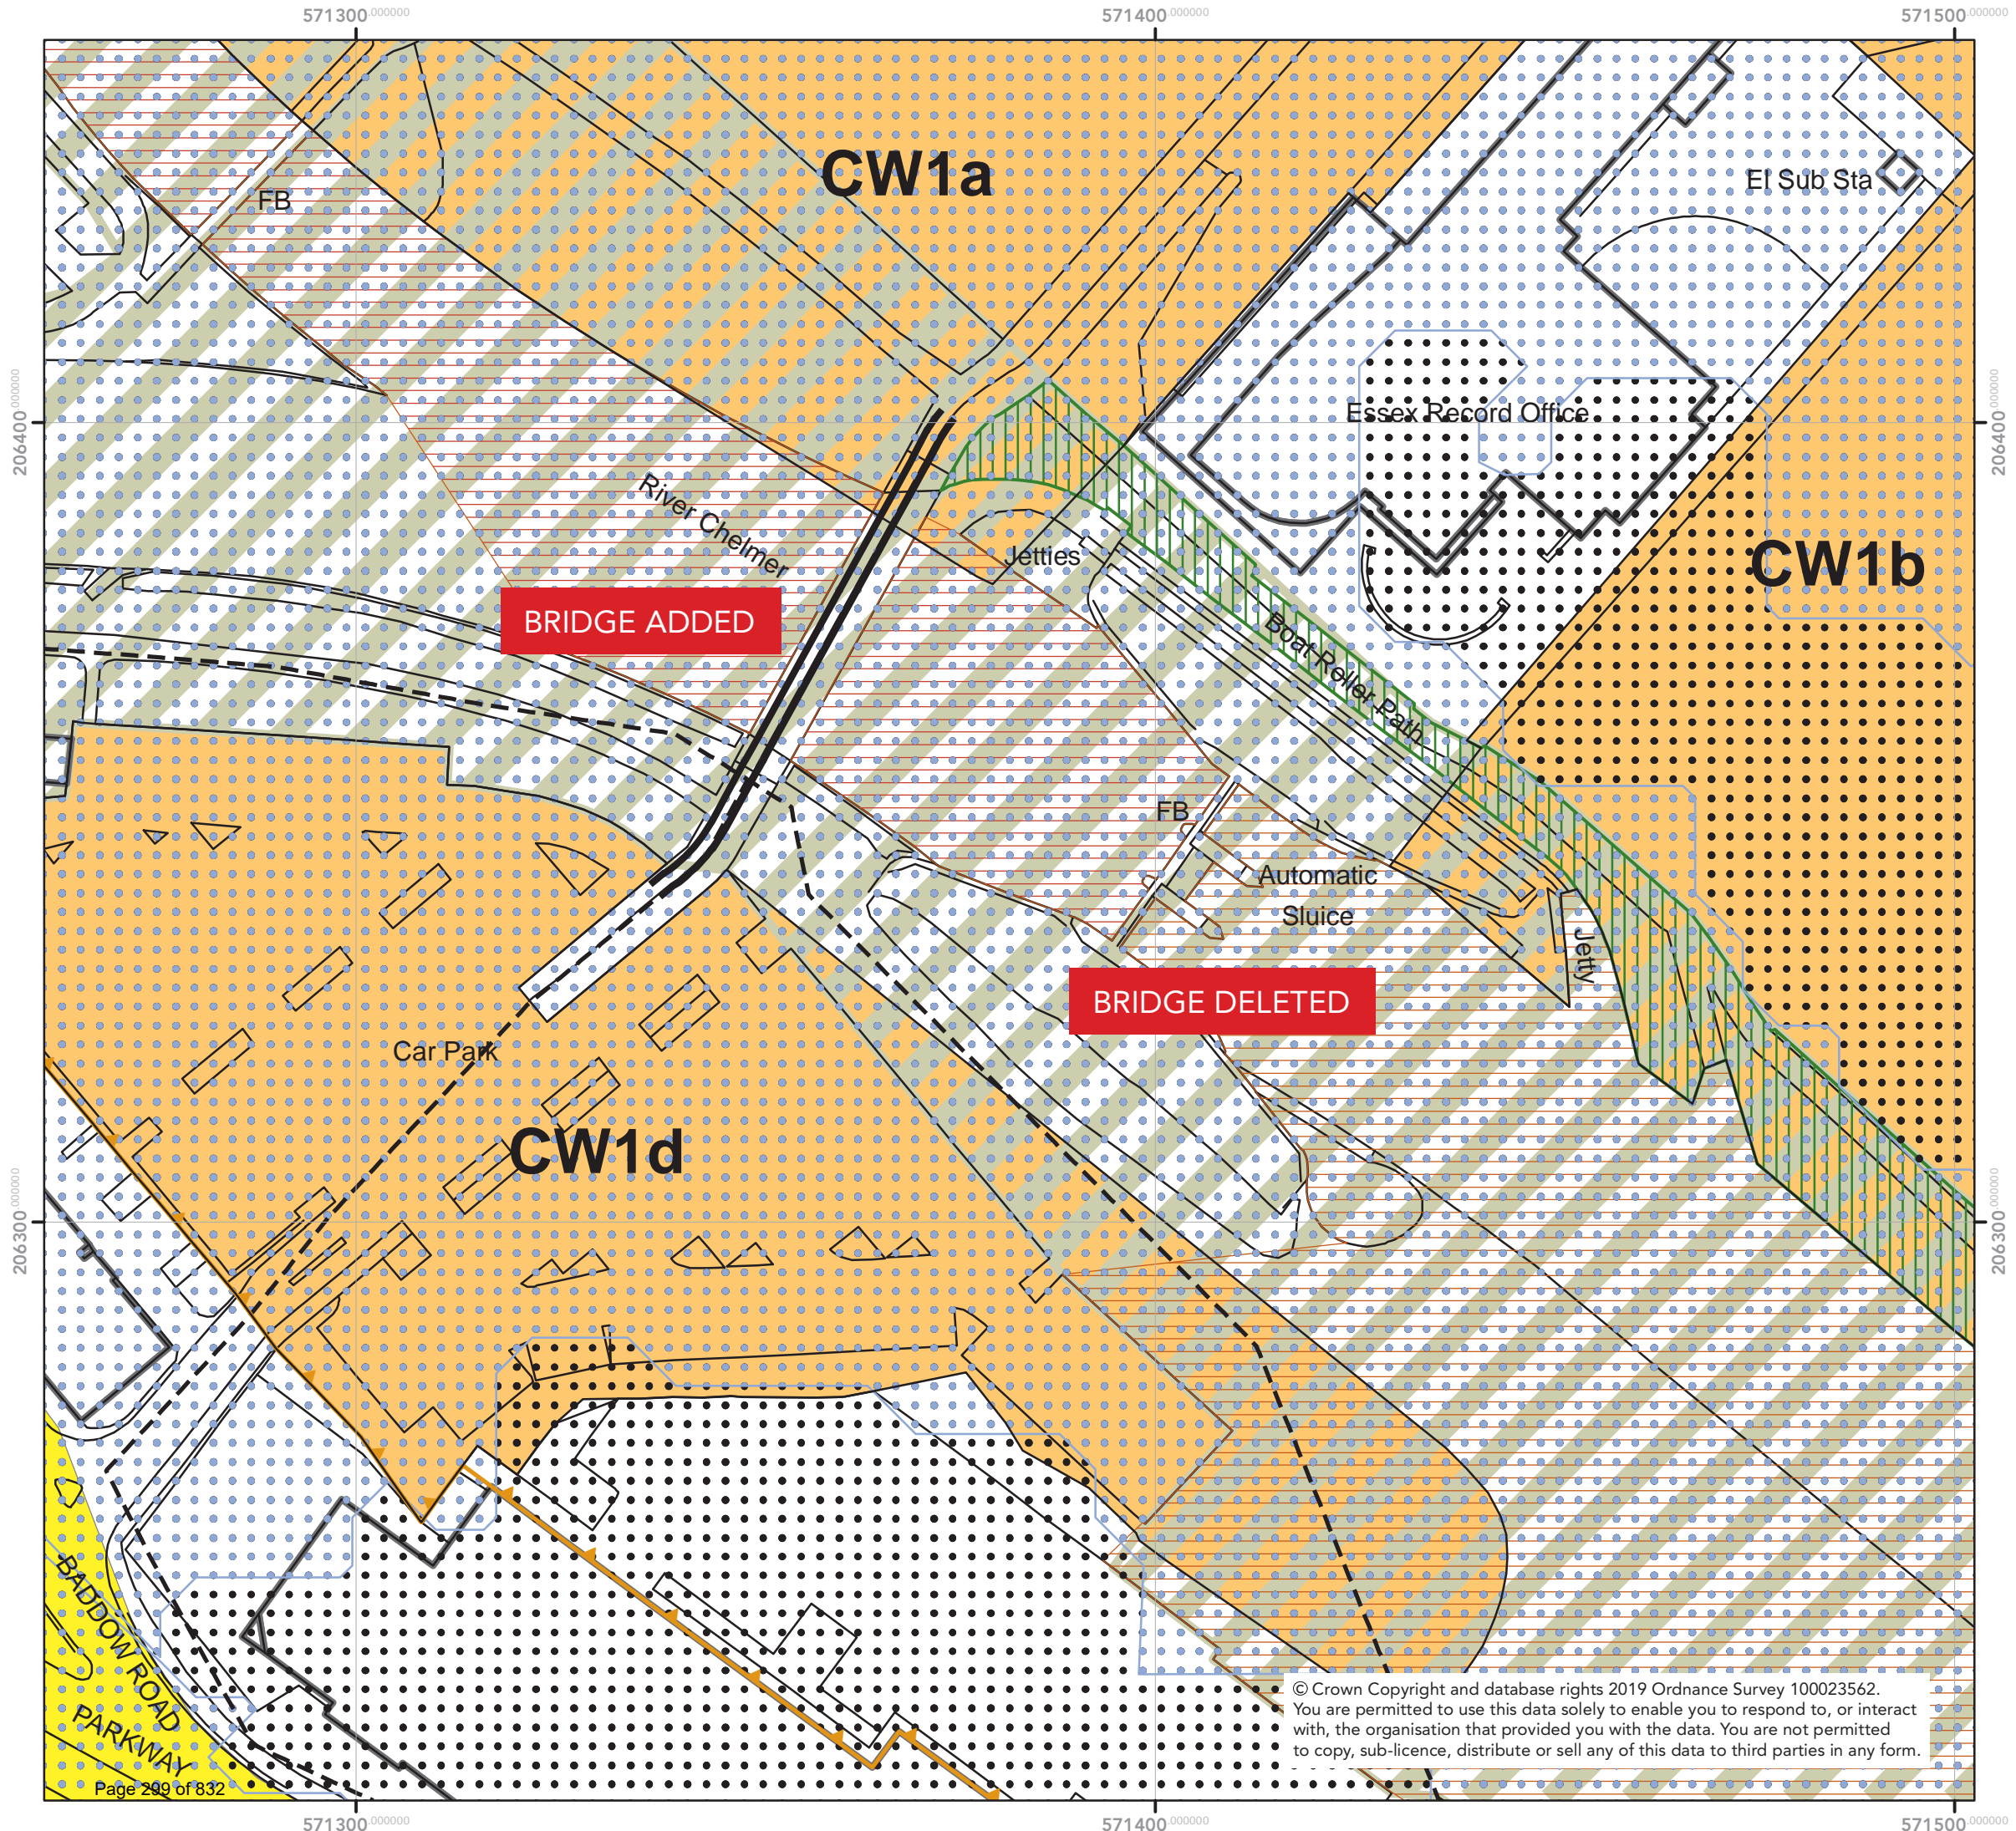 571300.000000
571400.000000
571500.000000
CW1a
El Sub Sta
FB
206400.000000
206400.000000
Essex Record Office
River Chelmer
Jetties
CW1b
BRIDGE ADDED
Boat Roller Path
FB
Automatic
Sluice
Jetty
BRIDGE DELETED
Car Park
CW1d
206300.000000
206300.000000
BADDOW ROAD
PARKWAY
© Crown Copyright and database rights 2019 Ordnance Survey 100023562.
You are permitted to use this data solely to enable you to respond to, or interact
with, the organisation that provided you with the data. You are not permitted
to copy, sub-licence, distribute or sell any of this data to third parties in any form.
Page 299 of 832
571300.000000
571400.000000
571500.000000